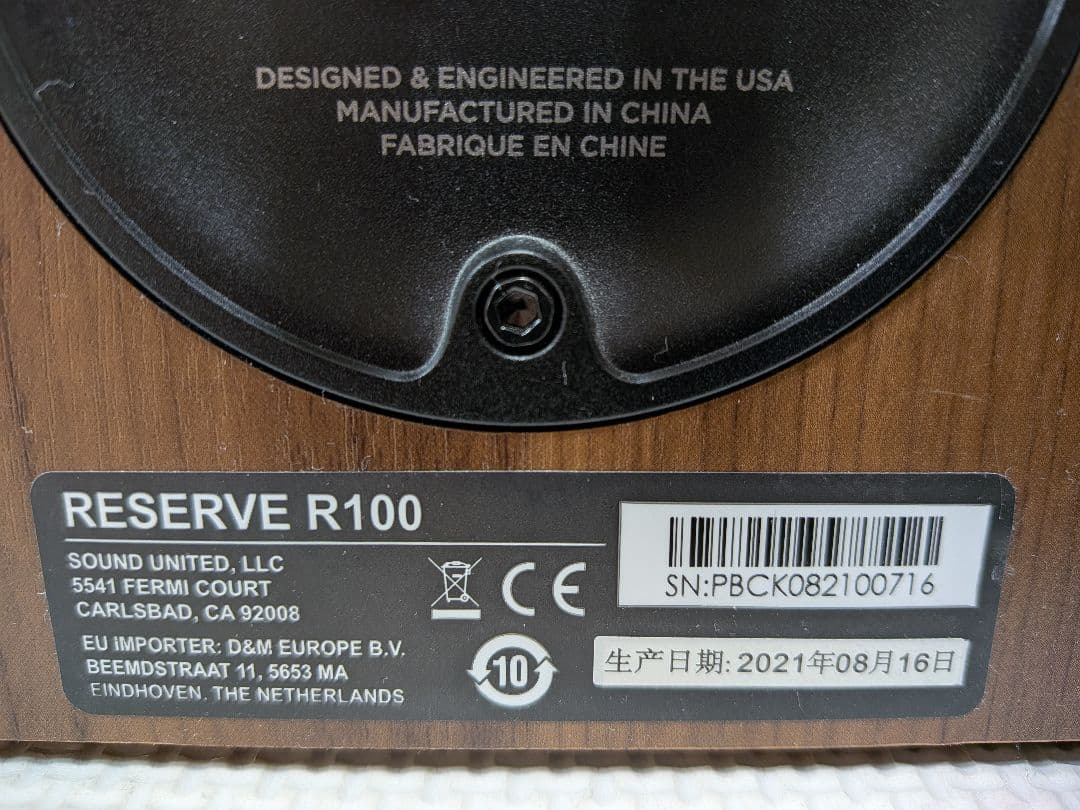 DESIGNED & ENGINEERED IN THE USA
MANUFACTURED IN CHINA
FABRIQUE EN CHINE
RESERVE R100
SOUND UNITED, LLC
5541 FERMI COURT
CARLSBAD, CA 92008
EU IMPORTER: D&M EUROPE B.V.
BEEMDSTRAAT 11, 5653 MA
EINDHOVEN. THE NETHERLANDS
CE
10
SN:PBCK082100716
生产日期: 2021年08月16日